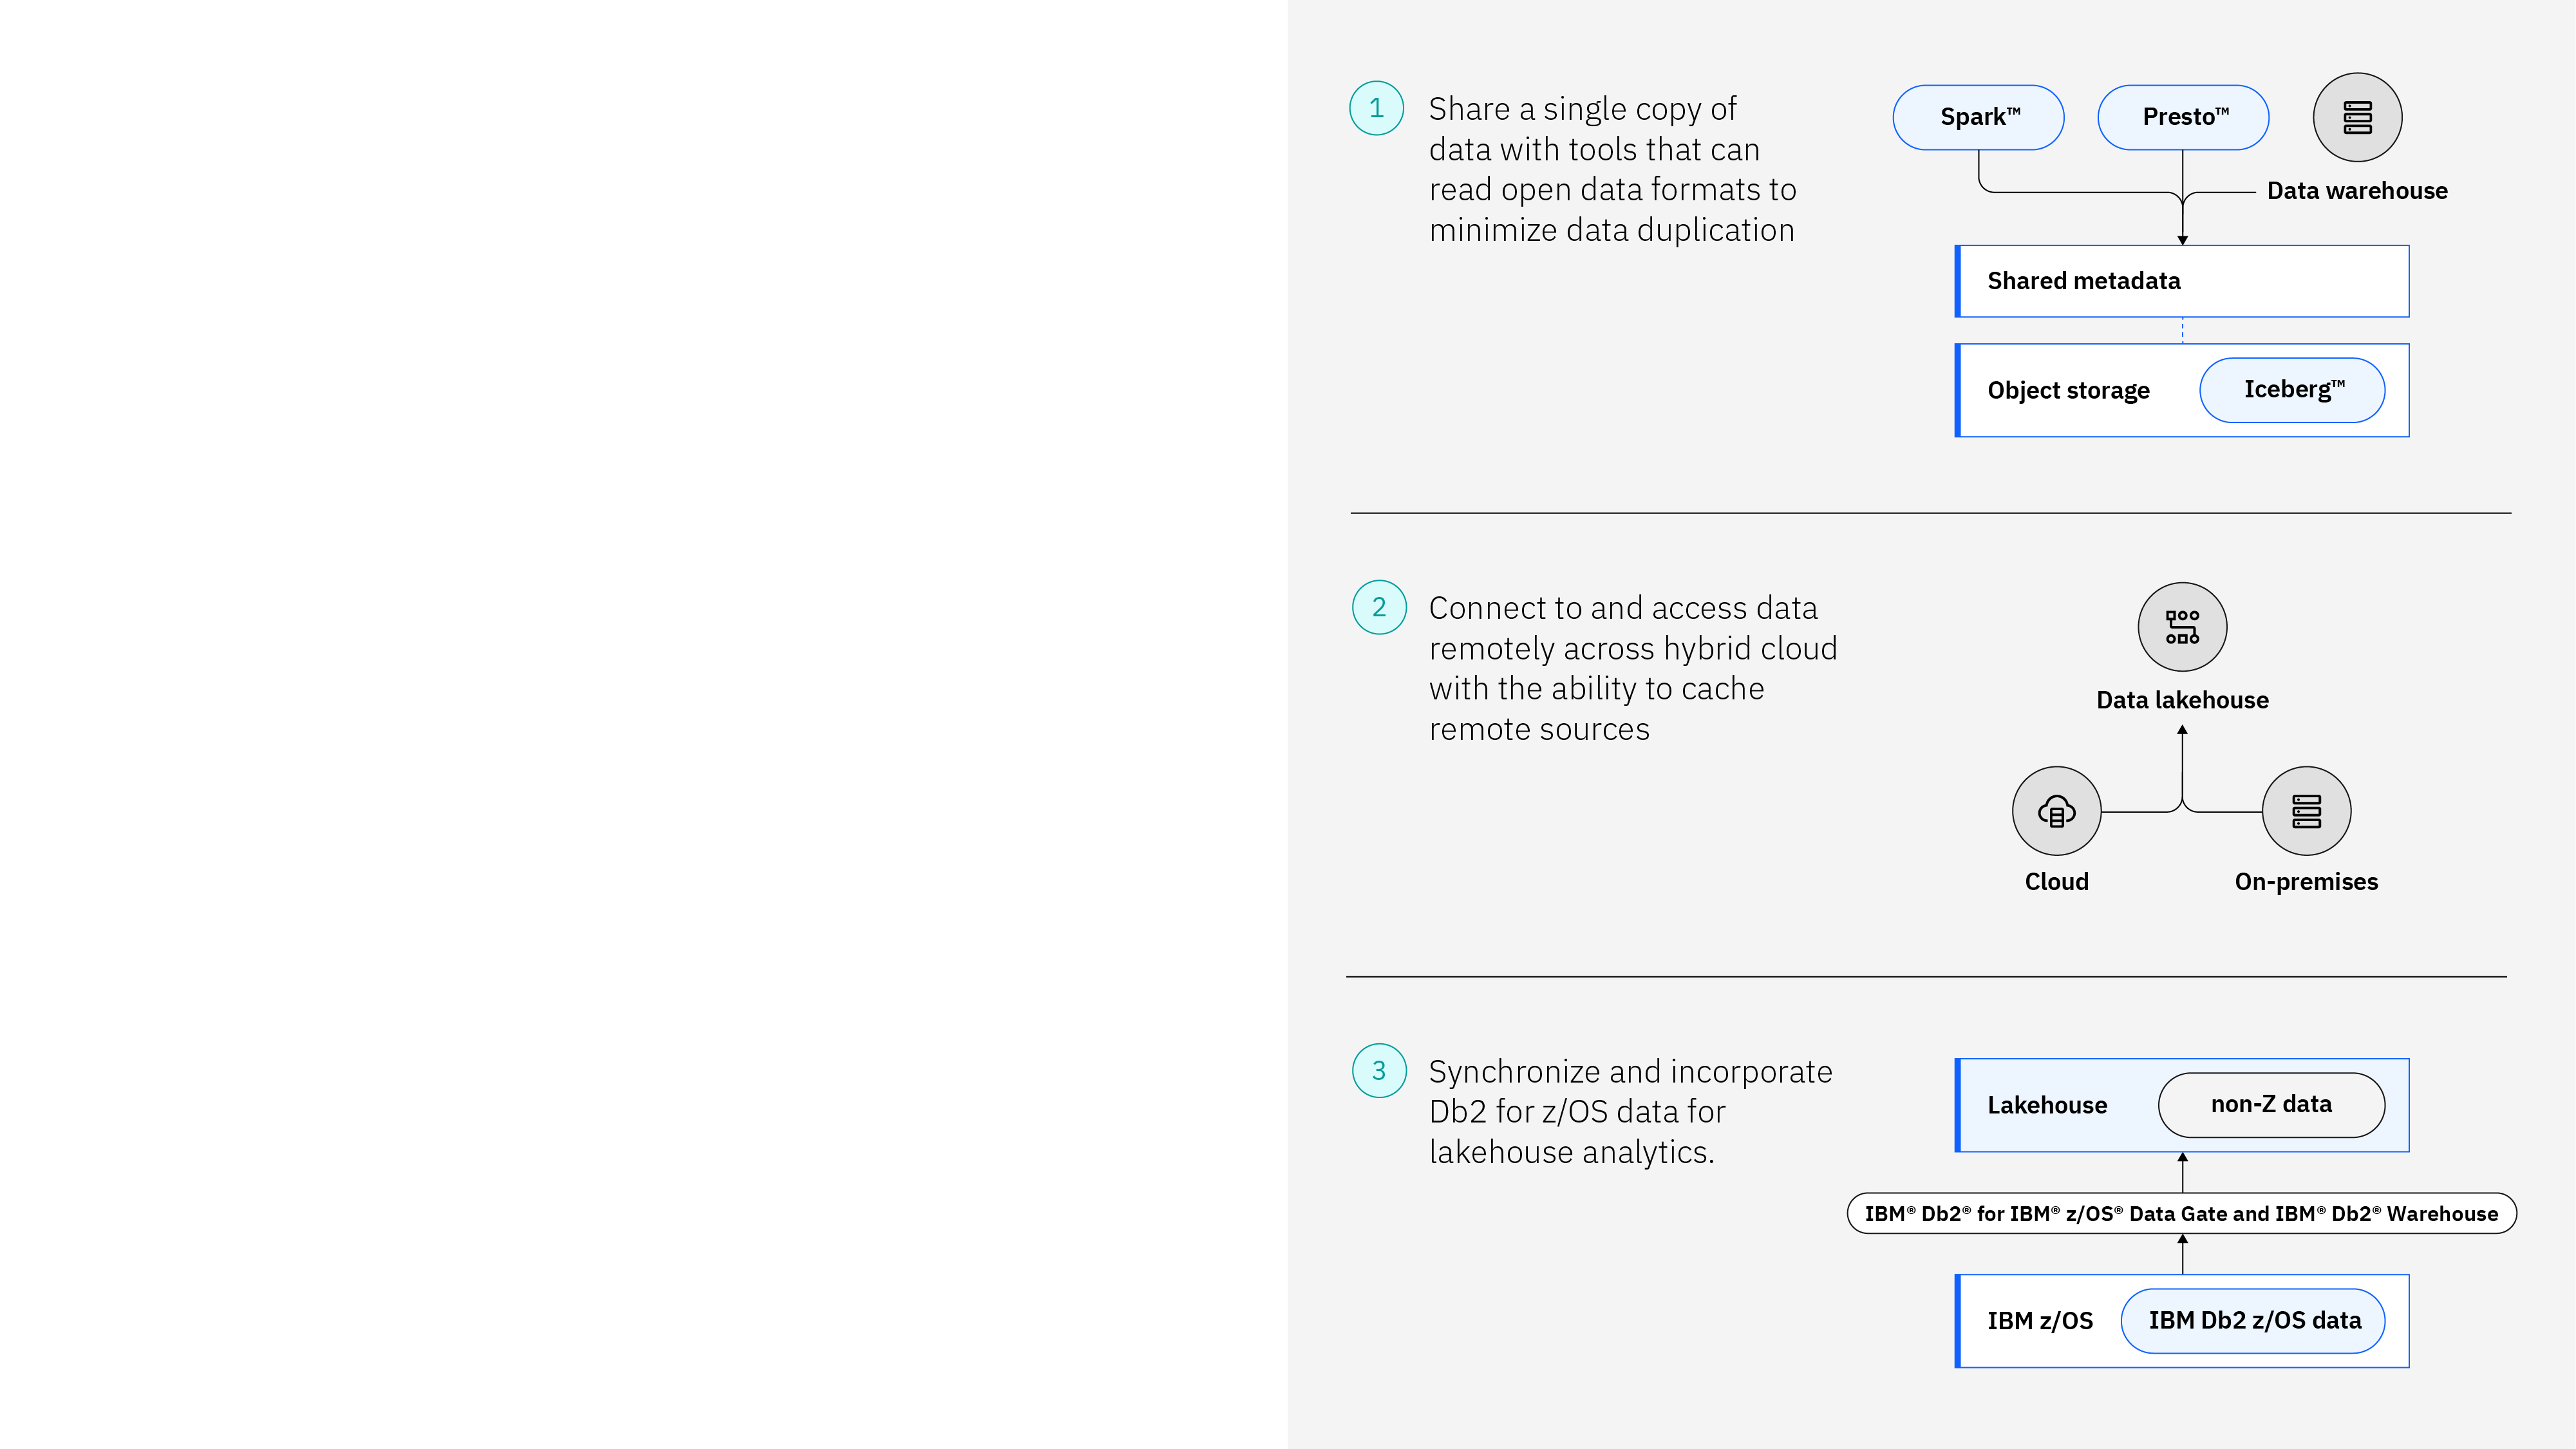 1
Share a single copy of
data with tools that can
read open data formats to
minimize data duplication
Spark™
Presto™
Data warehouse
Shared metadata
Object storage
Iceberg™
2
Connect to and access data
remotely across hybrid cloud
with the ability to cache
remote sources
Data lakehouse
Cloud
On-premises
3
Synchronize and incorporate
Db2 for z/OS data for
lakehouse analytics.
Lakehouse
non-Z data
IBM® Db2® for IBM® z/OS® Data Gate and IBM® Db2® Warehouse
IBM z/OS
IBM Db2 z/OS data